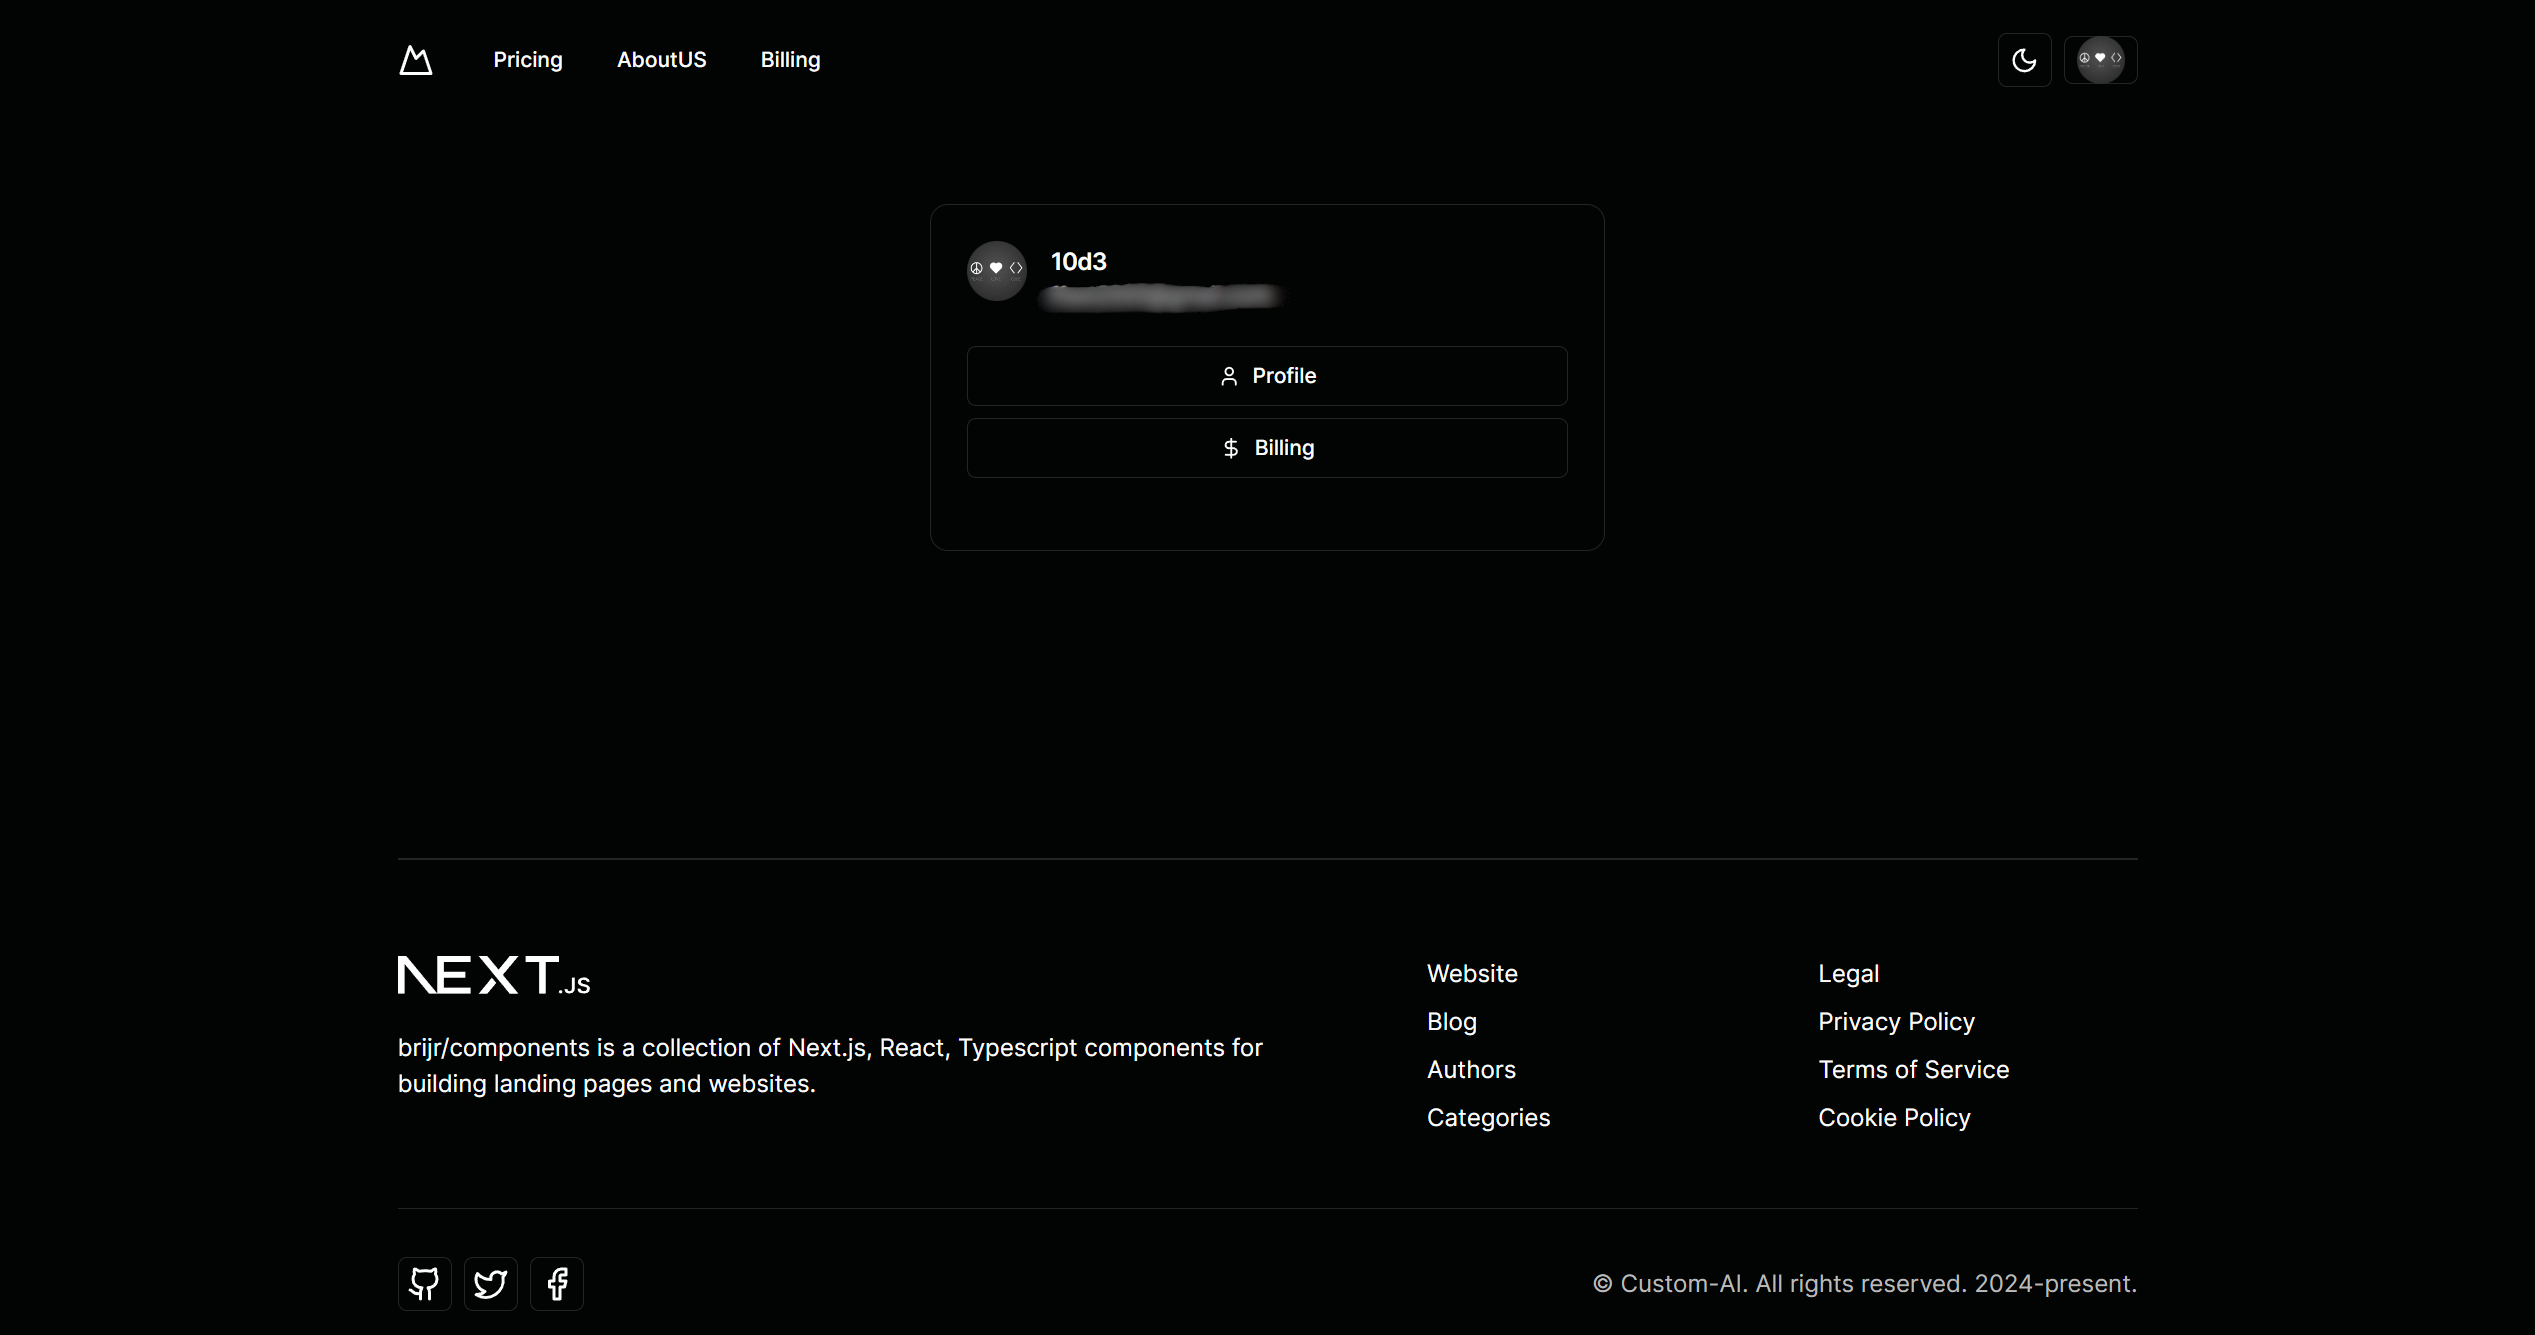 Pricing
AboutUS
Billing
10d3
Profile
Billing
NEXT.JS
brijr/components is a collection of Next.js, React, Typescript components for
building landing pages and websites.
Website
Blog
Authors
Categories
Legal
Privacy Policy
Terms of Service
Cookie Policy
© Custom-AI. All rights reserved. 2024-present.